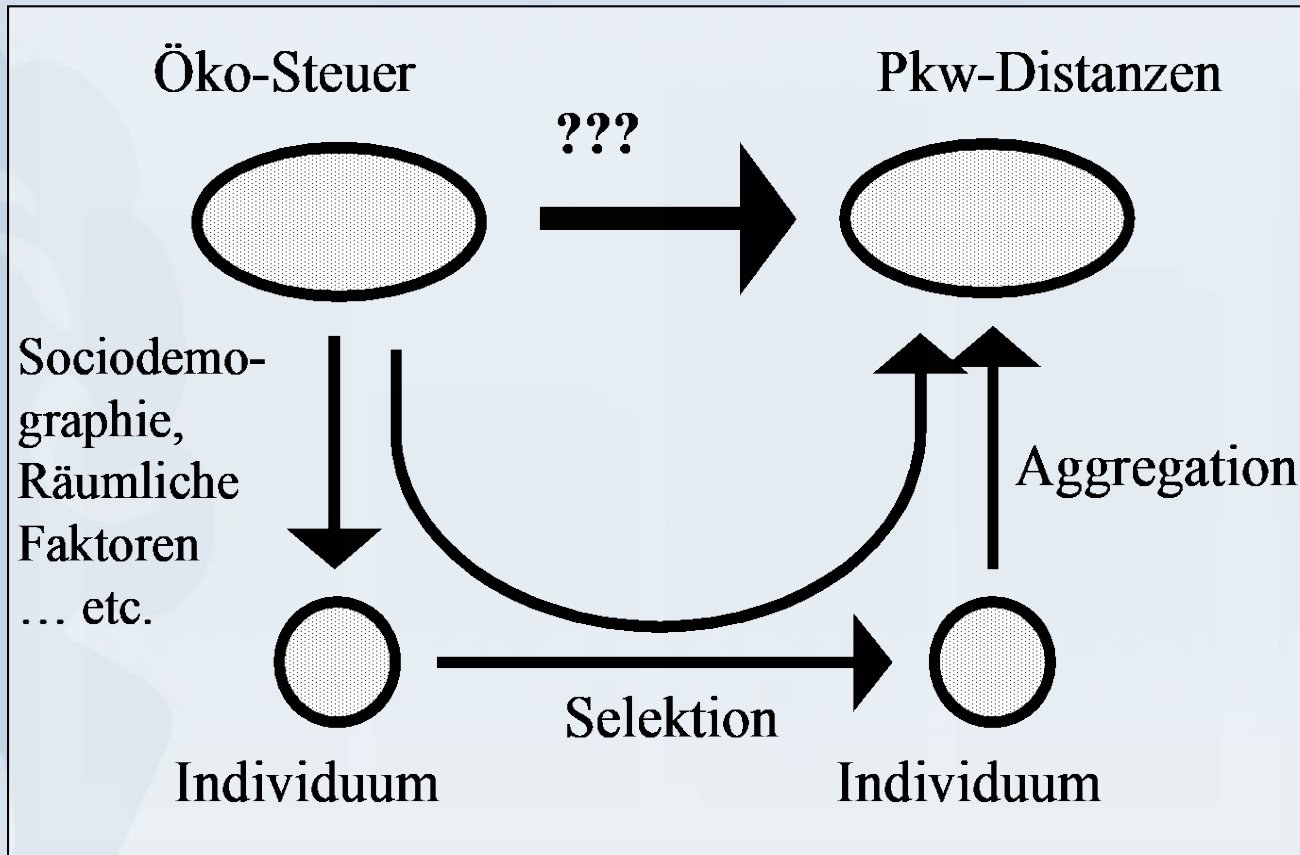 Öko-Steuer
Pkw-Distanzen
???
Sociodemo-
graphie,
Räumliche
Faktoren
… etc.
Aggregation
Selektion
Individuum
Individuum